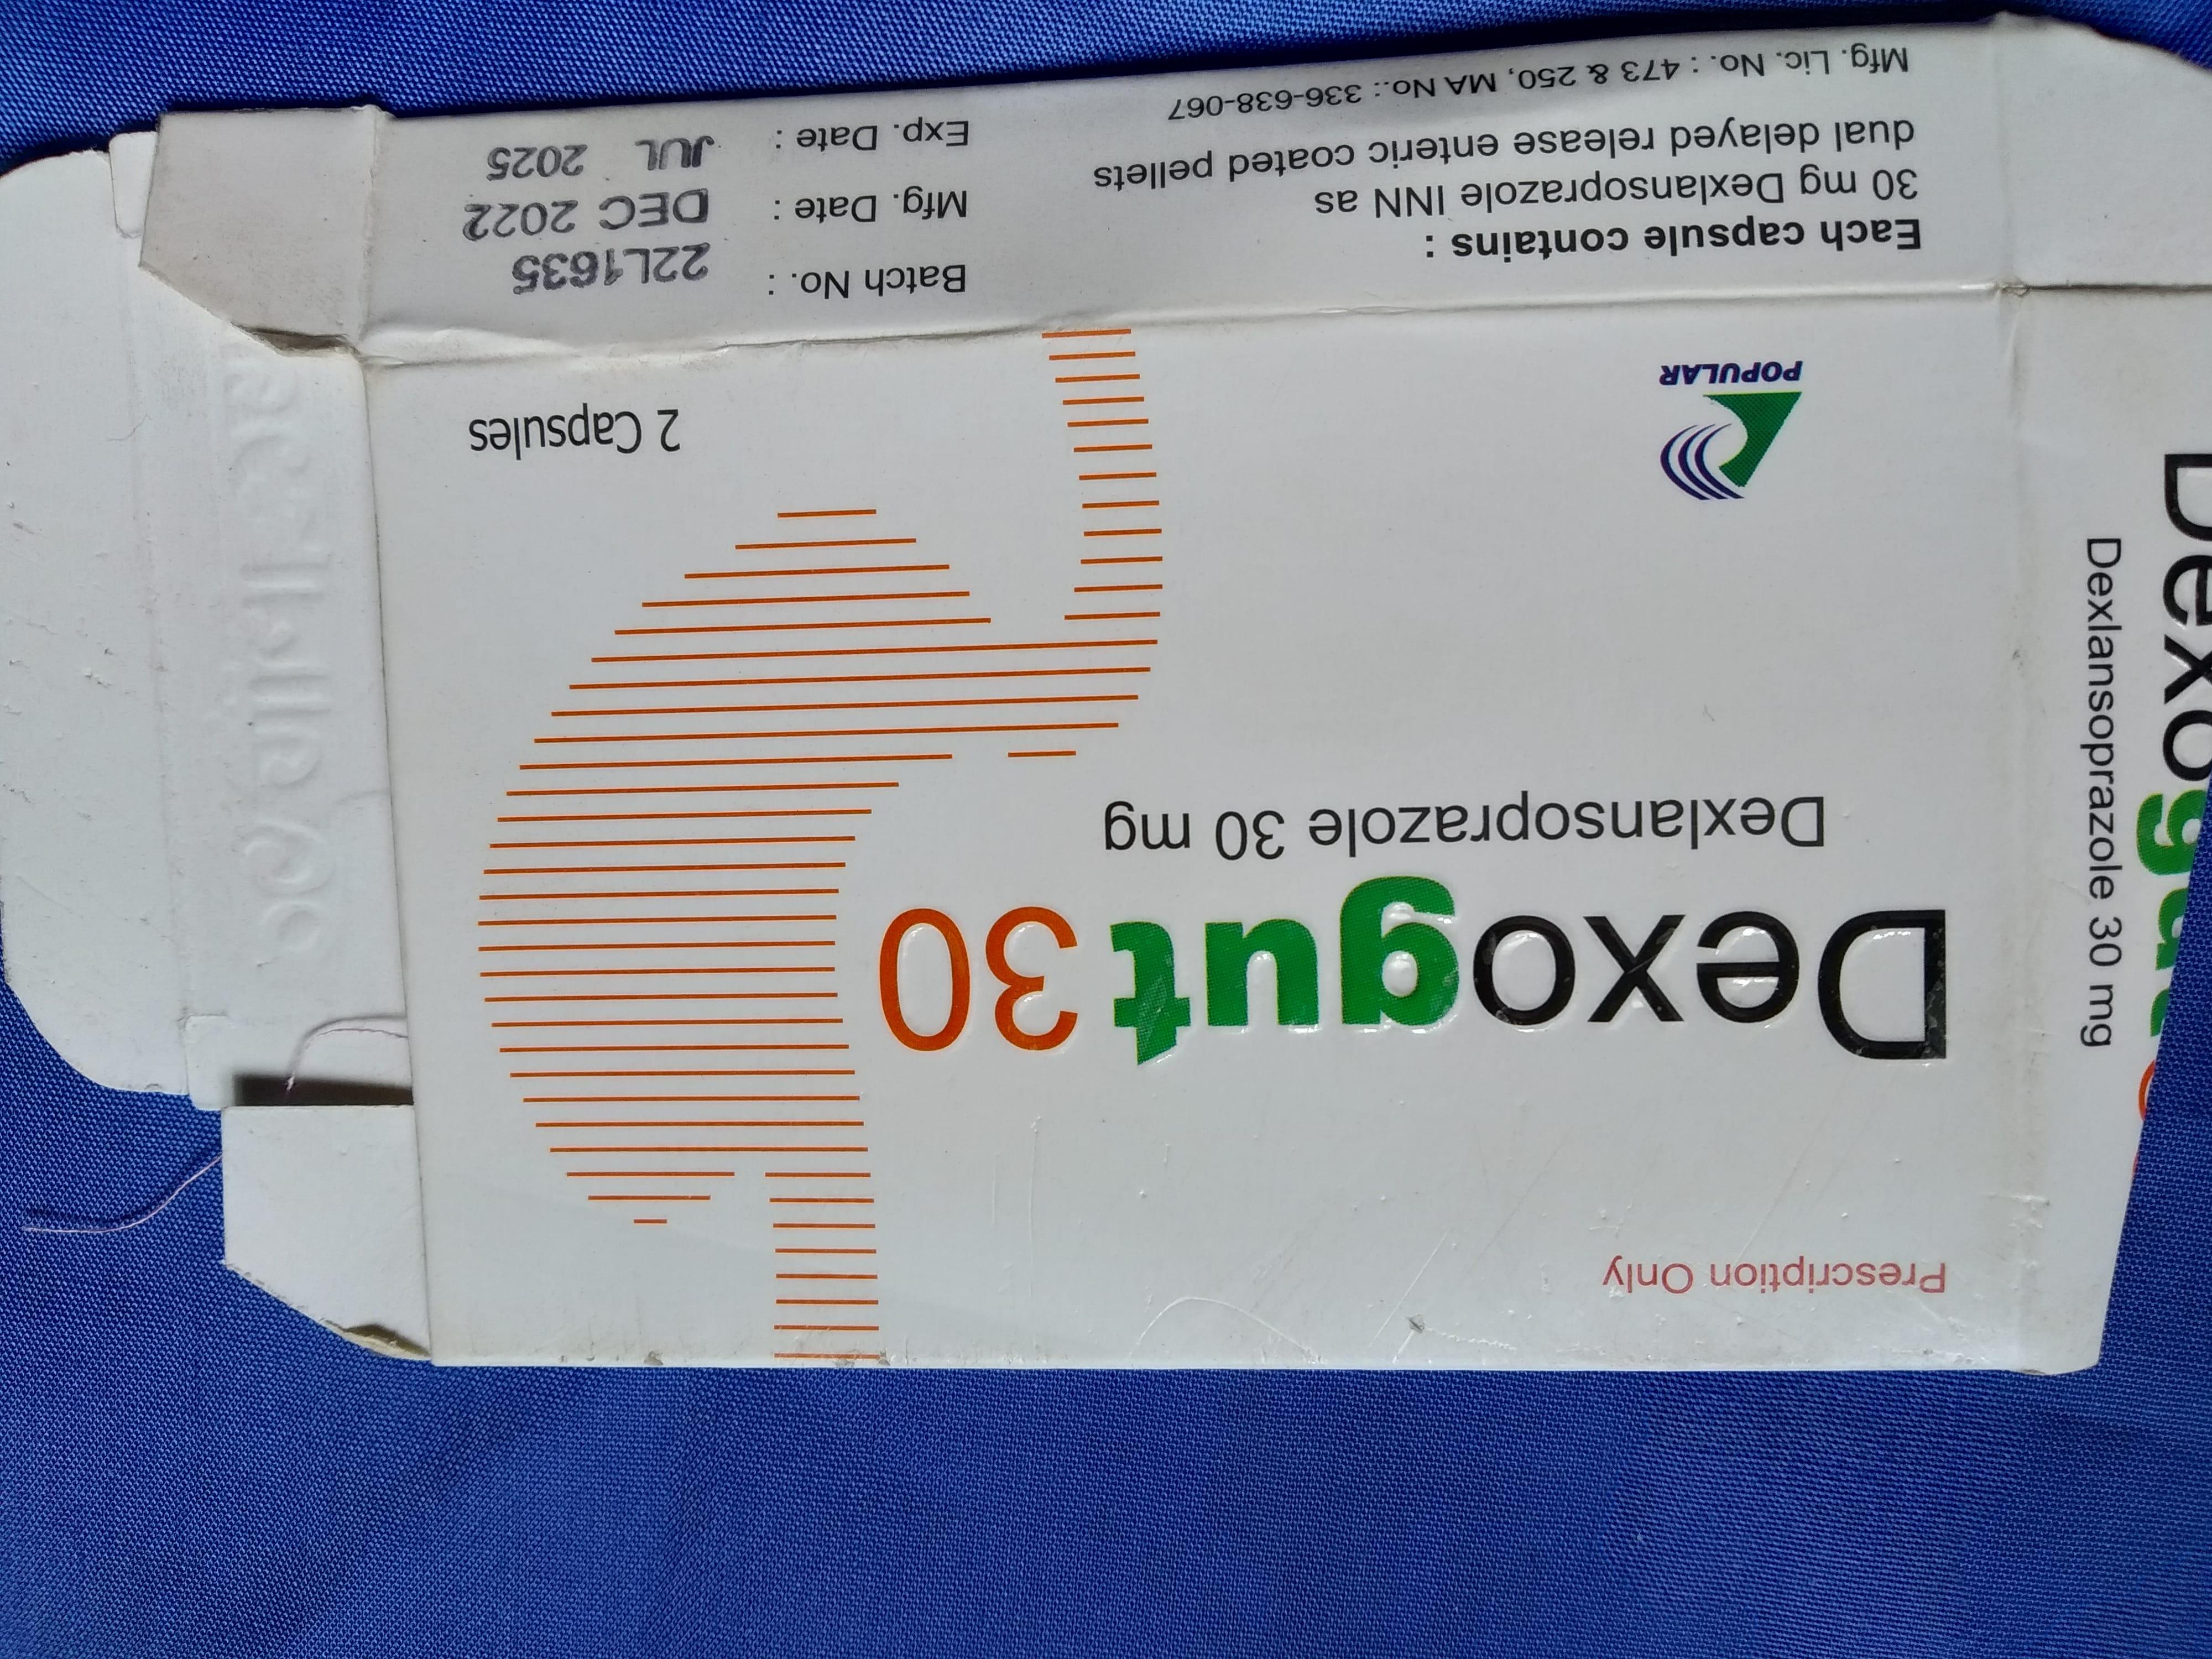 Prescription Only
Dexogut 30
Dexlansoprazole 30 mg
POPULAR
2 Capsules
Each capsule contains :
30 mg Dexlansoprazole INN as
dual delayed release enteric coated pellets
Mfg. Lic. No. : 473 & 250, MA No.: 336-638-067
Batch No. : 22L1635
Mfg. Date : DEC 2022
Exp. Date : JUL 2025
Dexogut
Dexlansoprazole 30 mg